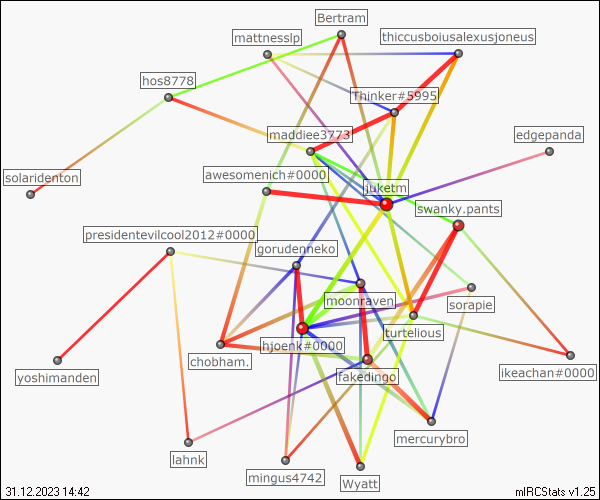 Bertram
mattneslp
thiccusboiusalexusjoneus
hos8778
Thinker#5995
maddiee3773
edgepanda
awesomenich#0000
solaridenton
juketm
swanky.pants
presidentevilcool2012#0000
gorudenneko
moonraven
sorapie
turtelious
hjoenk#0000
chobham.
fakedingo
yoshimanden
ikeachan#0000
mercurybro
lahnk
mingus4742
Wyatt
31.12.2023 14:42
mIRCStats v1.25